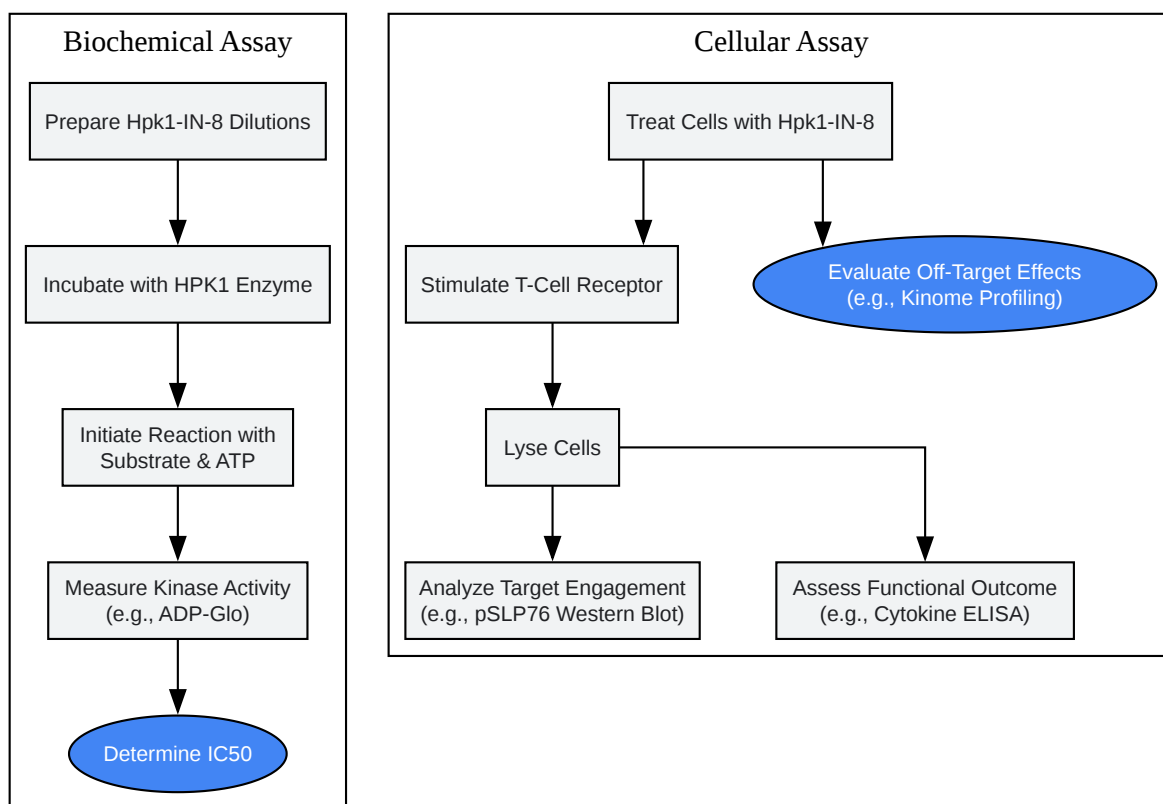 Biochemical Assay
Prepare Hpk1-IN-8 Dilutions
Incubate with HPK1 Enzyme
Initiate Reaction with
Substrate & ATP
Measure Kinase Activity
(e.g., ADP-Glo)
Determine IC50
Cellular Assay
Treat Cells with Hpk1-IN-8
Stimulate T-Cell Receptor
Evaluate Off-Target Effects
(e.g., Kinome Profiling)
Lyse Cells
Analyze Target Engagement
(e.g., pSLP76 Western Blot)
Assess Functional Outcome
(e.g., Cytokine ELISA)